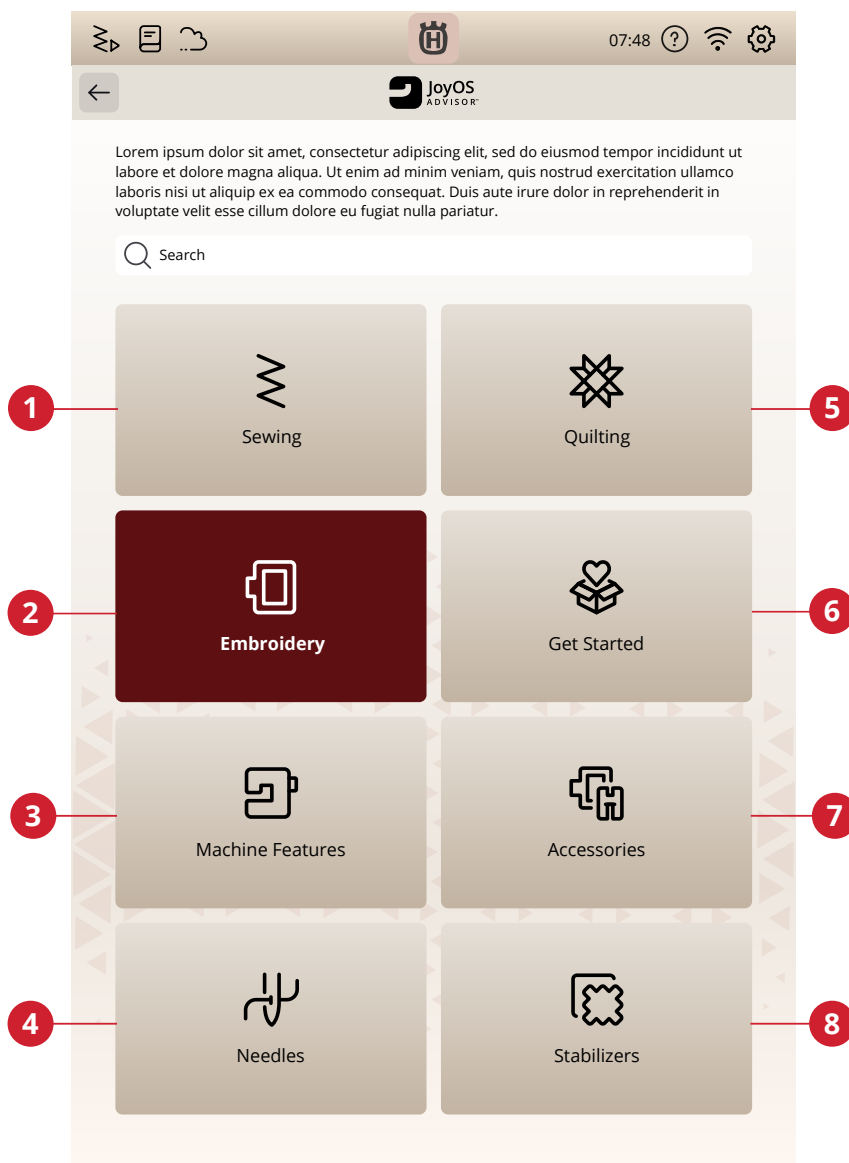 07:48
JoyOS
ADVISOR™
Lorem ipsum dolor sit amet, consectetur adipiscing elit, sed do eiusmod tempor incididunt ut
labore et dolore magna aliqua. Ut enim ad minim veniam, quis nostrud exercitation ullamco
laboris nisi ut aliquip ex ea commodo consequat. Duis aute irure dolor in reprehenderit in
voluptate velit esse cillum dolore eu fugiat nulla pariatur.
Search
1
Sewing
Quilting
5
2
Embroidery
Get Started
6
3
Machine Features
Accessories
7
4
Needles
Stabilizers
8